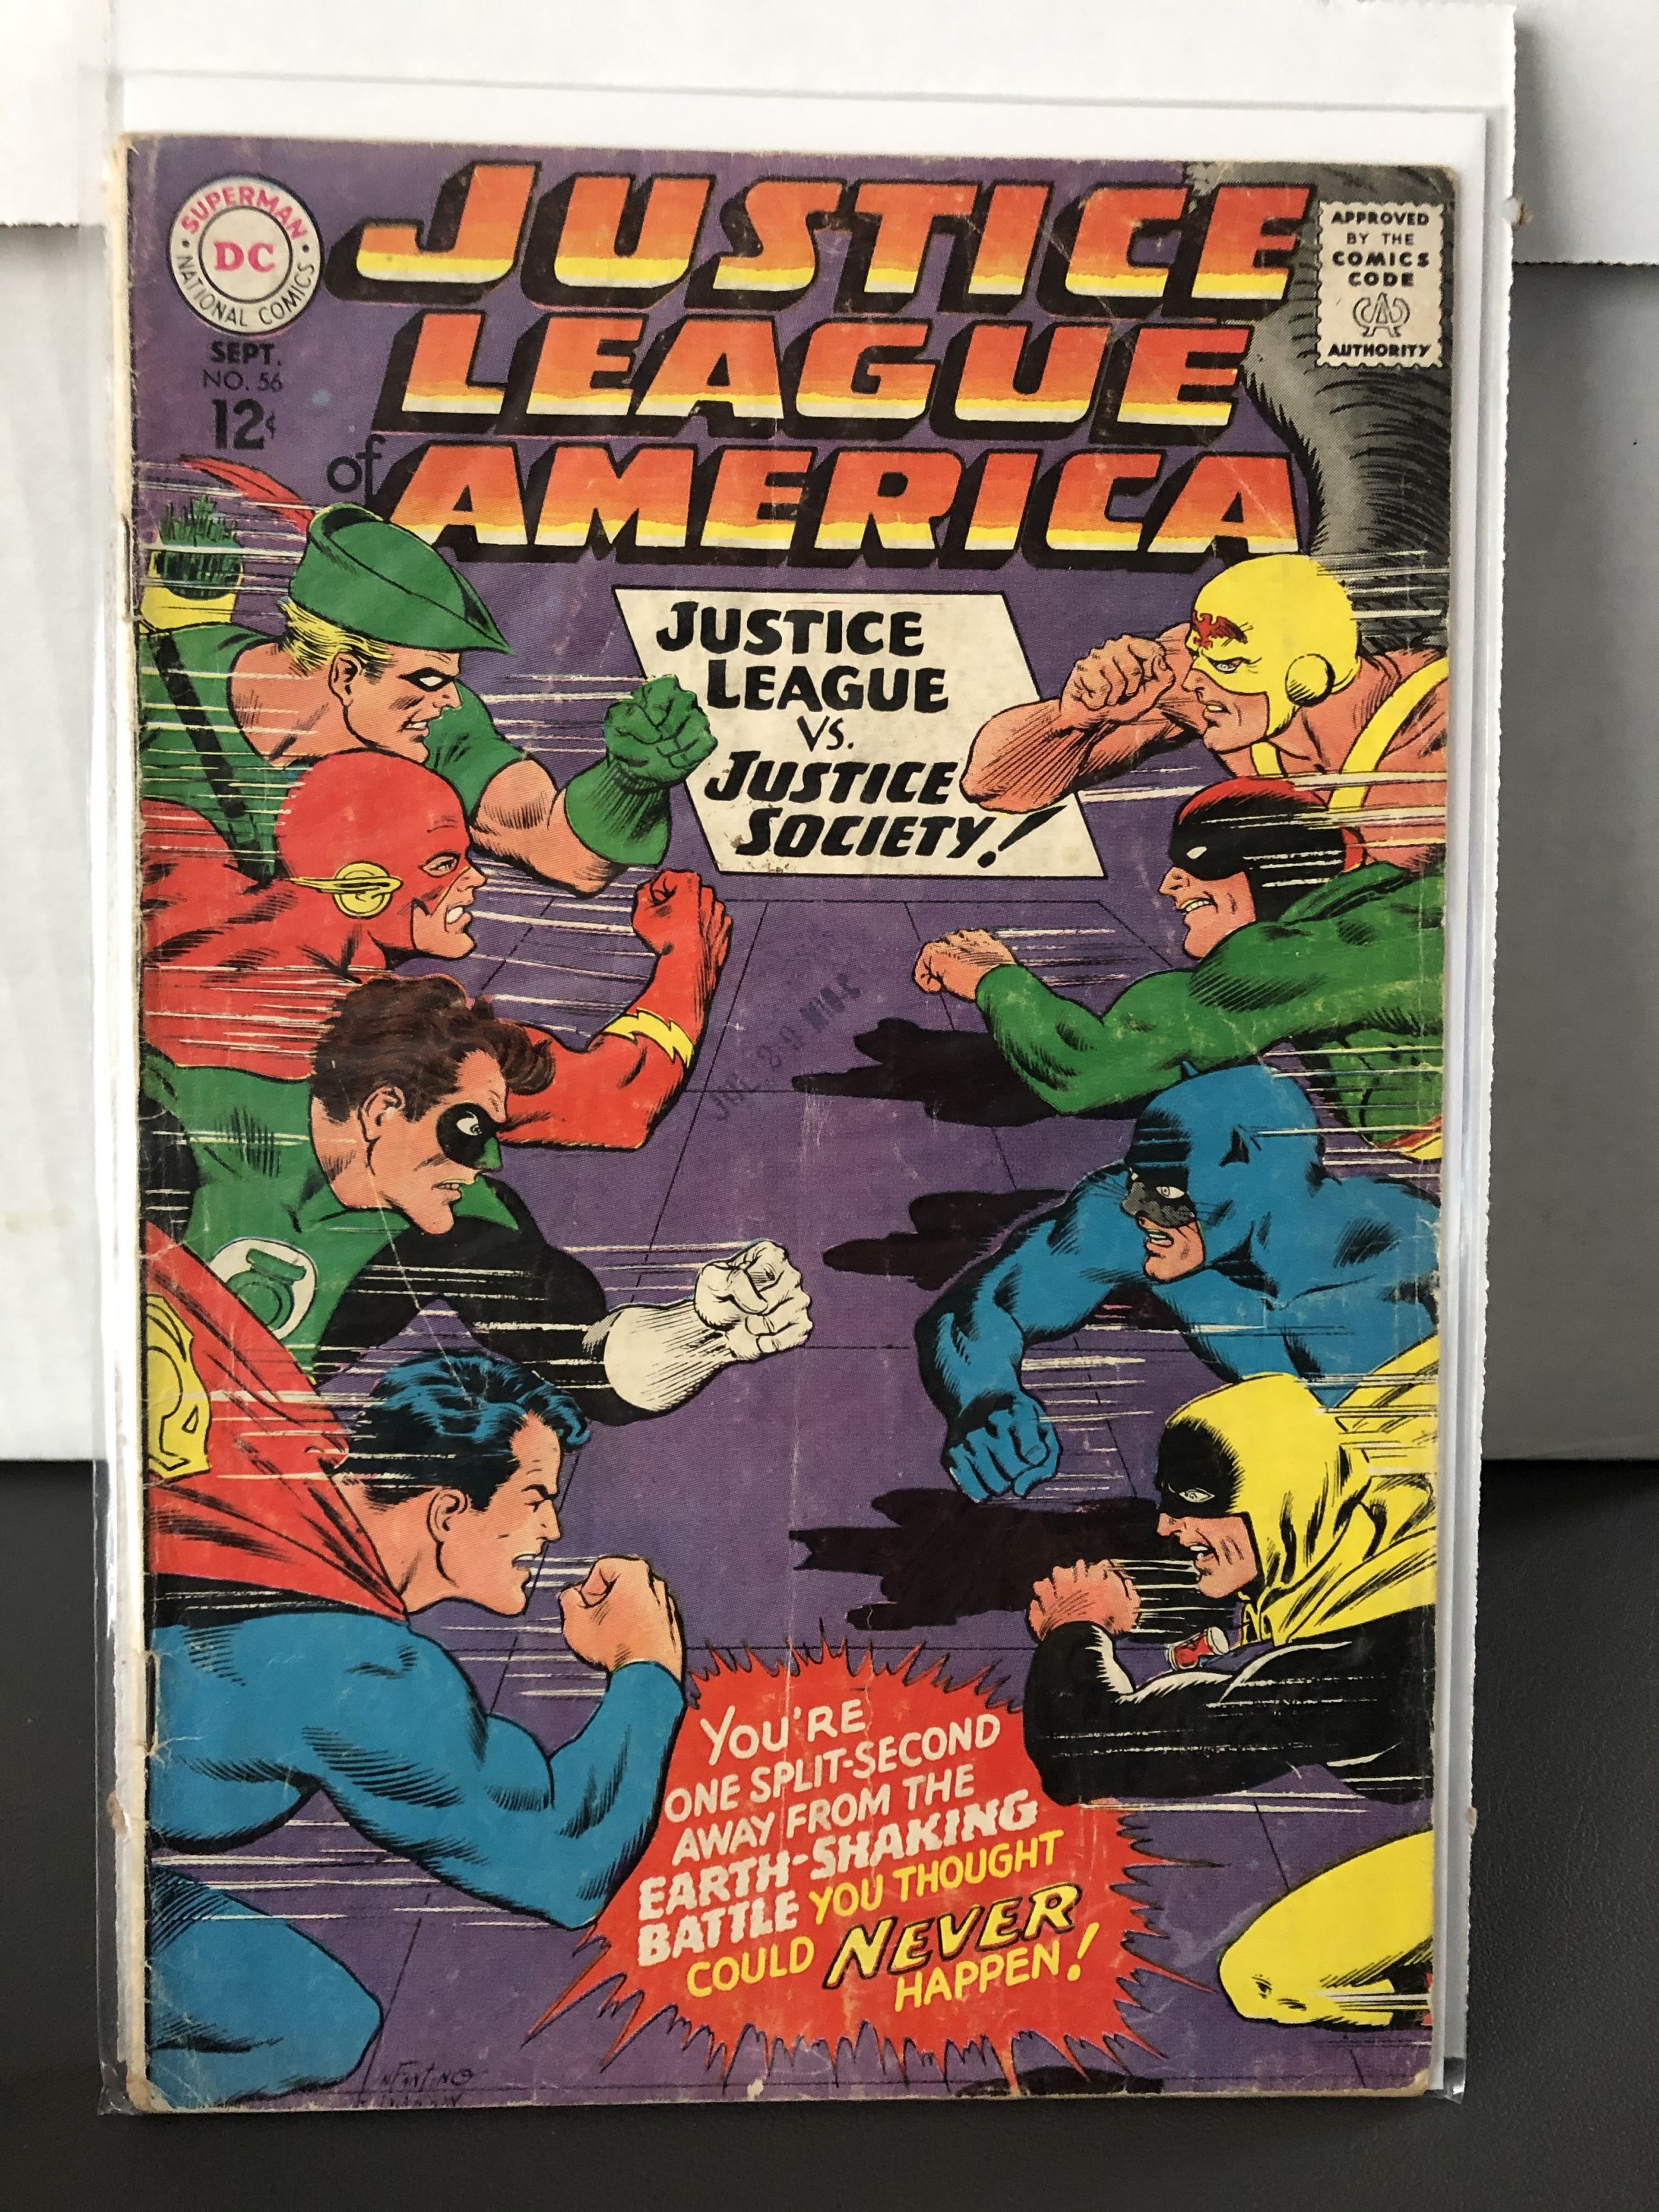 SUPERMAN
DC
NATIONAL COMICS
SEPT.
NO. 56
12¢
JUSTICE
LEAGUE
of AMERICA
APPROVED
BY THE
COMICS
CODE
CA
AUTHORITY
JUSTICE
LEAGUE
VS.
JUSTICE
SOCIETY!
YOU'RE
ONE SPLIT-SECOND
AWAY FROM THE
EARTH-SHAKING
BATTLE YOU THOUGHT
COULD NEVER
HAPPEN!
INFANTINO